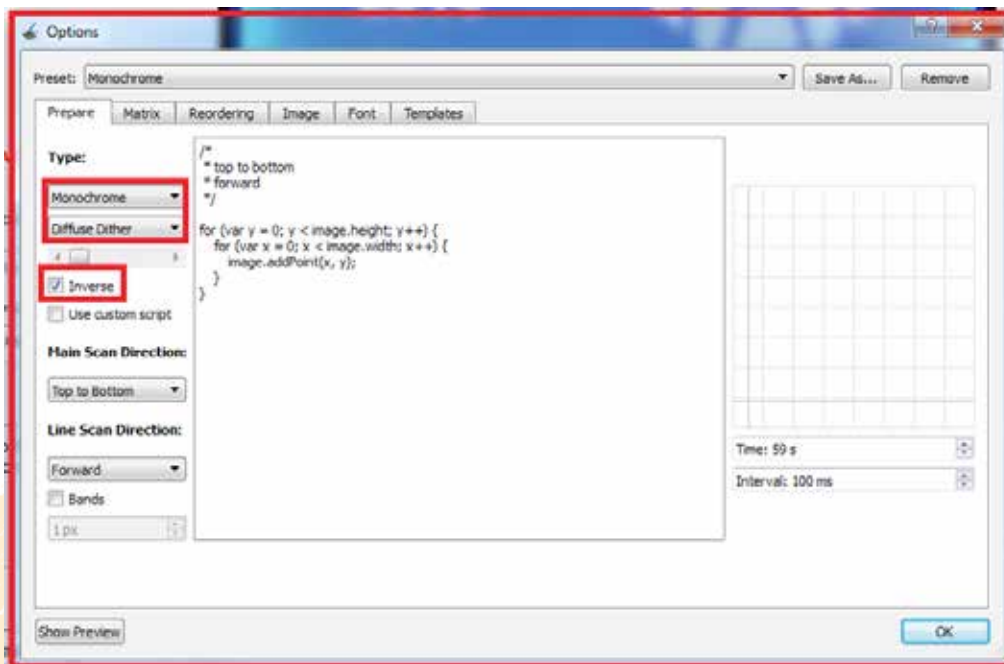 Options
Preset: Monochrome
Save As...
Remove
Prepare
Matrix
Reordering
Image
Font
Templates
Type:
Monochrome
Diffuse Dither
Inverse
Use custom script
Main Scan Direction:
Top to Bottom
Line Scan Direction:
Forward
Bands
1 px
/*
* top to bottom
* forward
*/
for (var y = 0; y < image.height; y++) {
for (var x = 0; x < image.width; x++) {
image.addPoint(x, y);
}
}
Time: 59 s
Interval: 100 ms
Show Preview
OK